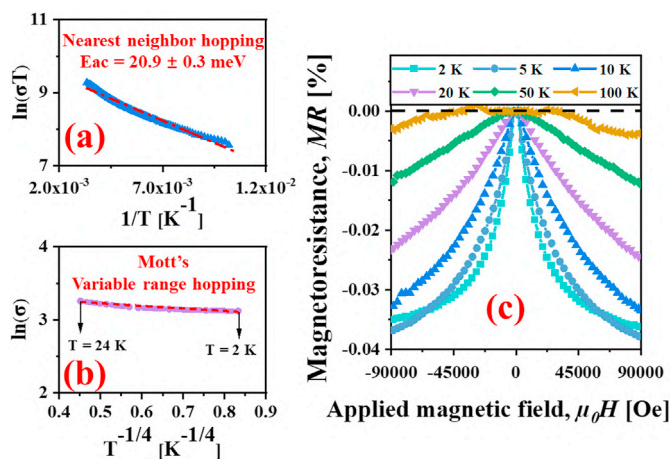 Nearest neighbor hopping
Eac = 20.9 ± 0.3 meV
ln(σT)
11
9
7
(a)
2.0x10⁻³ 7.0x10⁻³ 1.2x10⁻²
1/T [K⁻¹]
Mott's
Variable range hopping
ln(σ)
4
3
2
T = 24 K
T = 2 K
(b)
0.4 0.5 0.6 0.7 0.8 0.9
T⁻¹/⁴ [K⁻¹/⁴]
2 K 5 K 10 K
20 K 50 K 100 K
Magnetoresistance, MR [%]
0.00
-0.01
-0.02
-0.03
-0.04
(c)
-90000 -45000 0 45000 90000
Applied magnetic field, μ₀H [Oe]